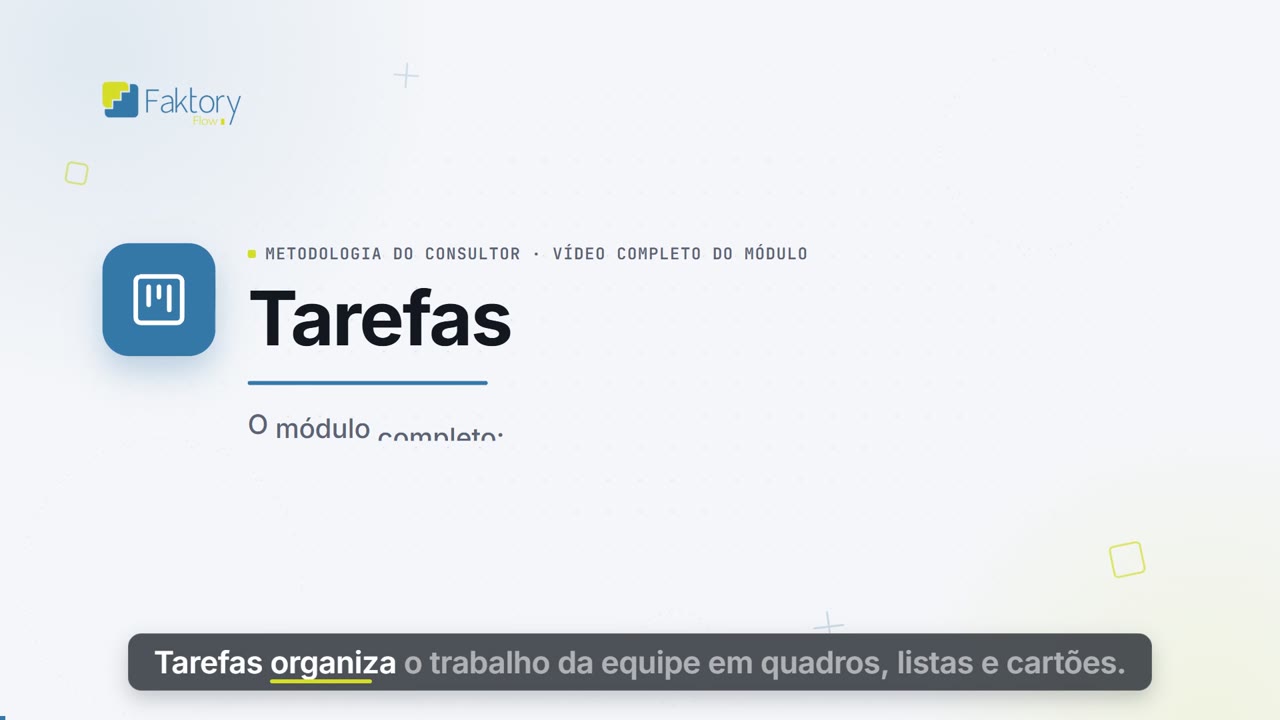 Faktory
Flow
METODOLOGIA DO CONSULTOR · VÍDEO COMPLETO DO MÓDULO
Tarefas
O módulo completo:
Tarefas organiza o trabalho da equipe em quadros, listas e cartões.